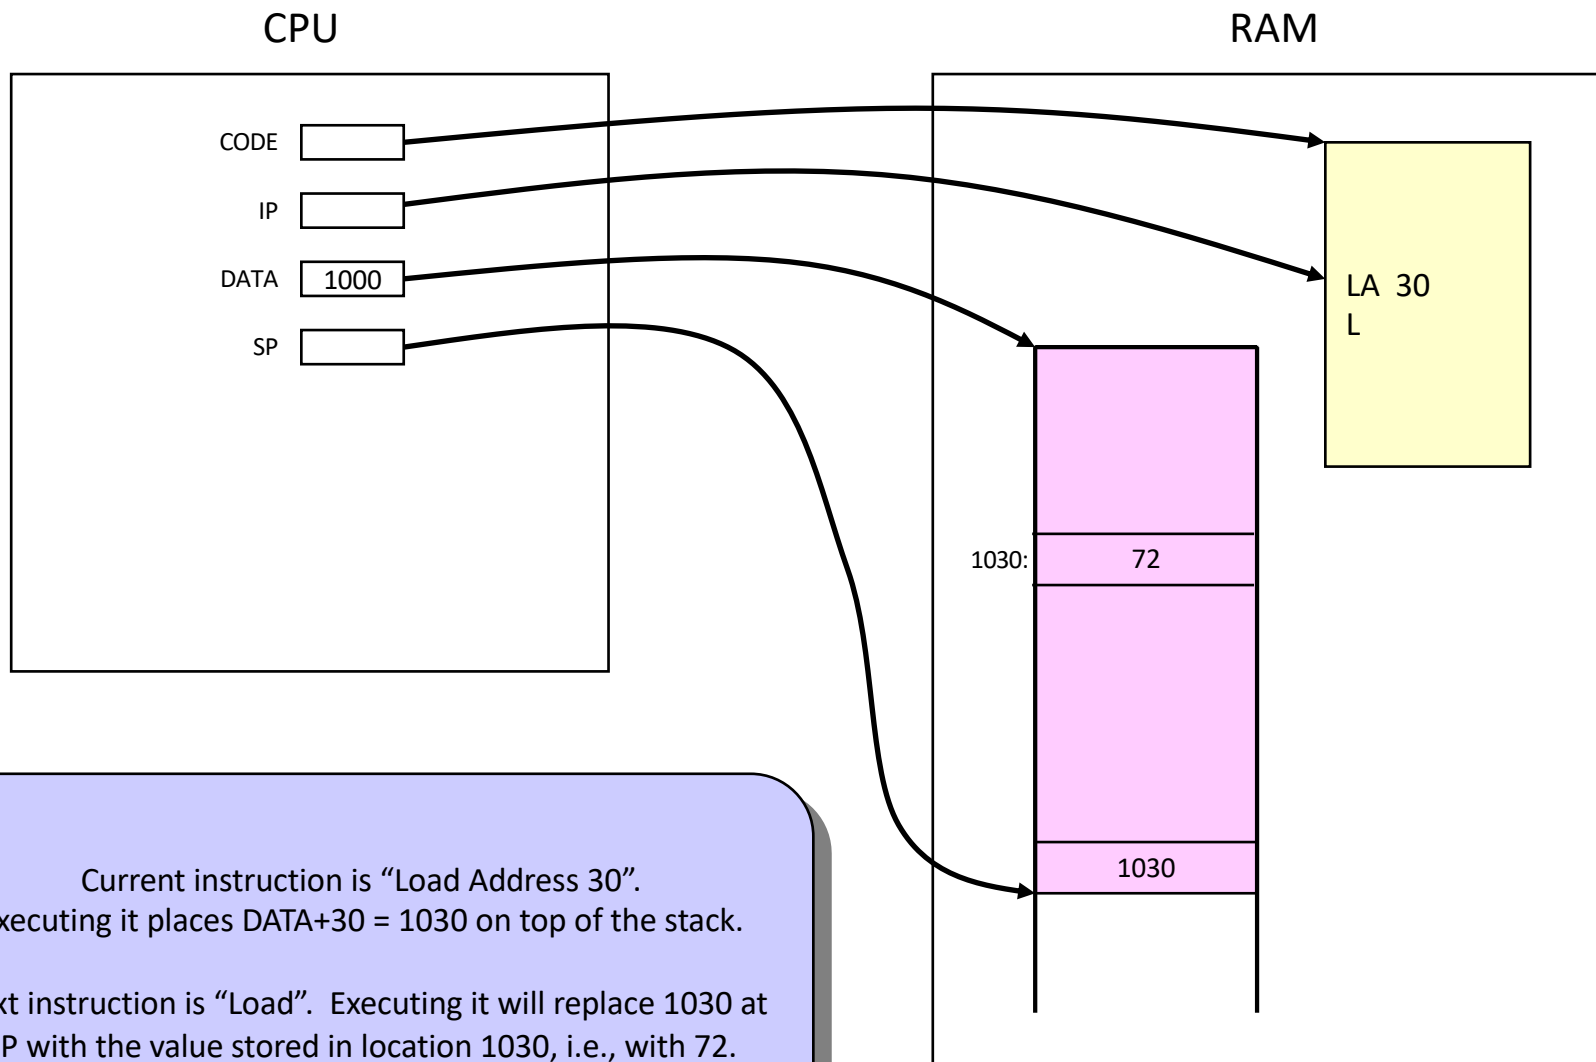 CPU
RAM
CODE
IP
DATA 1000
SP
LA 30
L
1030: 72
1030
Current instruction is “Load Address 30”.
xecuting it places DATA+30 = 1030 on top of the stack.
xt instruction is “Load”. Executing it will replace 1030 at
P with the value stored in location 1030, i.e., with 72.